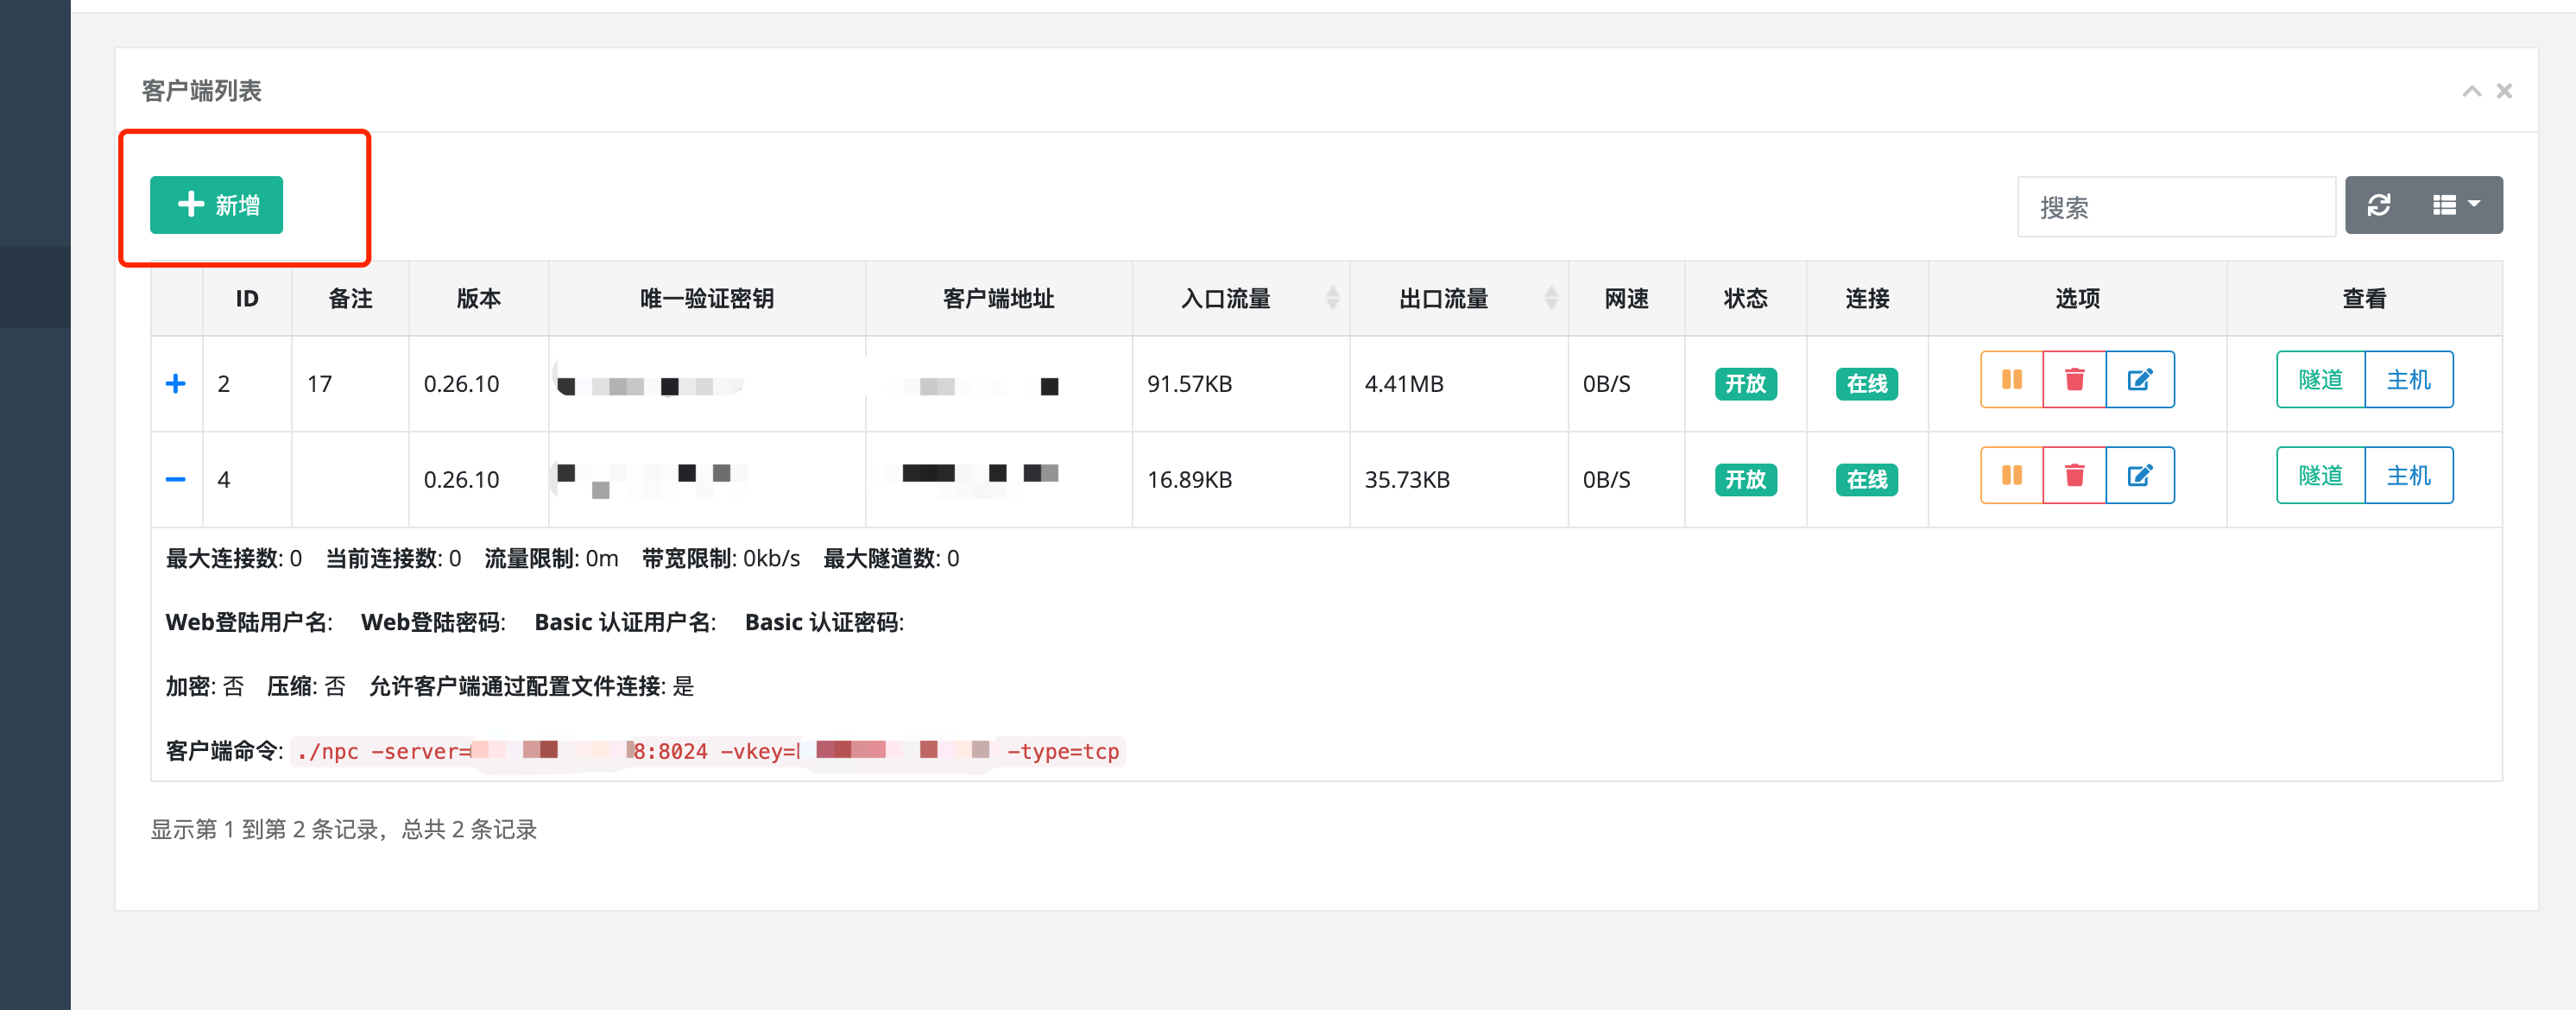 客户端列表
新增
搜索
ID 备注 版本 唯一验证密钥 客户端地址 入口流量 出口流量 网速 状态 连接 选项 查看
2 17 0.26.10 91.57KB 4.41MB 0B/S 开放 在线 隧道 主机
4 0.26.10 16.89KB 35.73KB 0B/S 开放 在线 隧道 主机
最大连接数: 0 当前连接数: 0 流量限制: 0m 带宽限制: 0kb/s 最大隧道数: 0
Web登陆用户名: Web登陆密码: Basic 认证用户名: Basic 认证密码:
加密: 否 压缩: 否 允许客户端通过配置文件连接: 是
客户端命令: ./npc -server= 8:8024 -vkey= -type=tcp
显示第 1 到第 2 条记录，总共 2 条记录